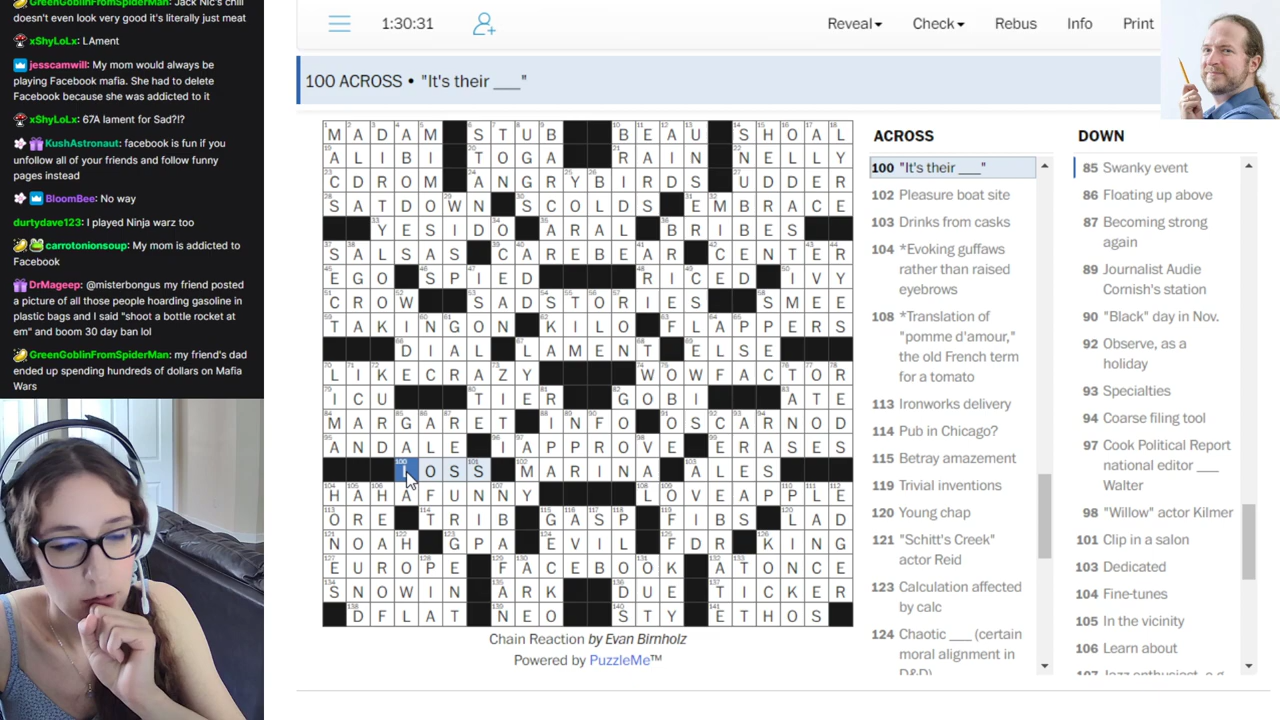 GreenGoblinFromSpiderMan: Jack Nic's chili
doesn't even look very good it's literally just meat
xShyLoLx: LAment
jesscamwill: My mom would always be
playing Facebook mafia. She had to delete
Facebook because she was addicted to it
xShyLoLx: 67A lament for Sad?!?
KushAstronaut: facebook is fun if you
unfollow all of your friends and follow funny
pages instead
BloomBee: No way
durtydave123: I played Ninja warz too
carrotonionsoup: My mom is addicted to
Facebook
DrMageep: @misterbongus my friend posted
a picture of all those people hoarding gasoline in
plastic bags and I said "shoot a bottle rocket at
em" and boom 30 day ban lol
GreenGoblinFromSpiderMan: my friend's dad
ended up spending hundreds of dollars on Mafia
Wars
1:30:31
Reveal
Check
Rebus
Info
Print
100 ACROSS • "It's their ___"
M A D A M S T U B B E A U S H O A L
A L I B I T O G A R A I N N E L L Y
C D R O M A N G R Y B I R D S U D D E R
S A T D O W N S C O L D S E M B R A C E
Y E S I D O A R A L B R I B E S
S A L S A S C A R E B E A R C E N T E R
E G O S P I E D R I C E D I V Y
C R O W S A D S T O R I E S S M E E
T A K I N G O N K I L O F L A P P E R S
D I A L L A M E N T E L S E
L I K E C R A Z Y W O W F A C T O R
I C U T I E R G O B I A T E
M A R G A R E T I N F O O S C A R N O D
A N D A L E I A P P R O V E E R A S E S
L O S S M A R I N A A L E S
H A H A F U N N Y L O V E A P P L E
O R E T R I B G A S P F I B S L A D
N O A H G P A E V I L F D R K I N G
E U R O P E F A C E B O O K A T O N C E
S N O W I N A R K D U E T I C K E R
D F L A T N E O S T Y E T H O S
Chain Reaction by Evan Birnholz
Powered by PuzzleMe™
ACROSS
100 "It's their ___"
102 Pleasure boat site
103 Drinks from casks
104 *Evoking guffaws
rather than raised
eyebrows
108 *Translation of
"pomme d'amour,"
the old French term
for a tomato
113 Ironworks delivery
114 Pub in Chicago?
115 Betray amazement
119 Trivial inventions
120 Young chap
121 "Schitt's Creek"
actor Reid
123 Calculation affected
by calc
124 Chaotic ___ (certain
moral alignment in
D&D)
DOWN
85 Swanky event
86 Floating up above
87 Becoming strong
again
89 Journalist Audie
Cornish's station
90 "Black" day in Nov.
92 Observe, as a
holiday
93 Specialties
94 Coarse filing tool
97 Cook Political Report
national editor ___
Walter
98 "Willow" actor Kilmer
101 Clip in a salon
103 Dedicated
104 Fine-tunes
105 In the vicinity
106 Learn about
107 Jazz enthusiast, e.g.